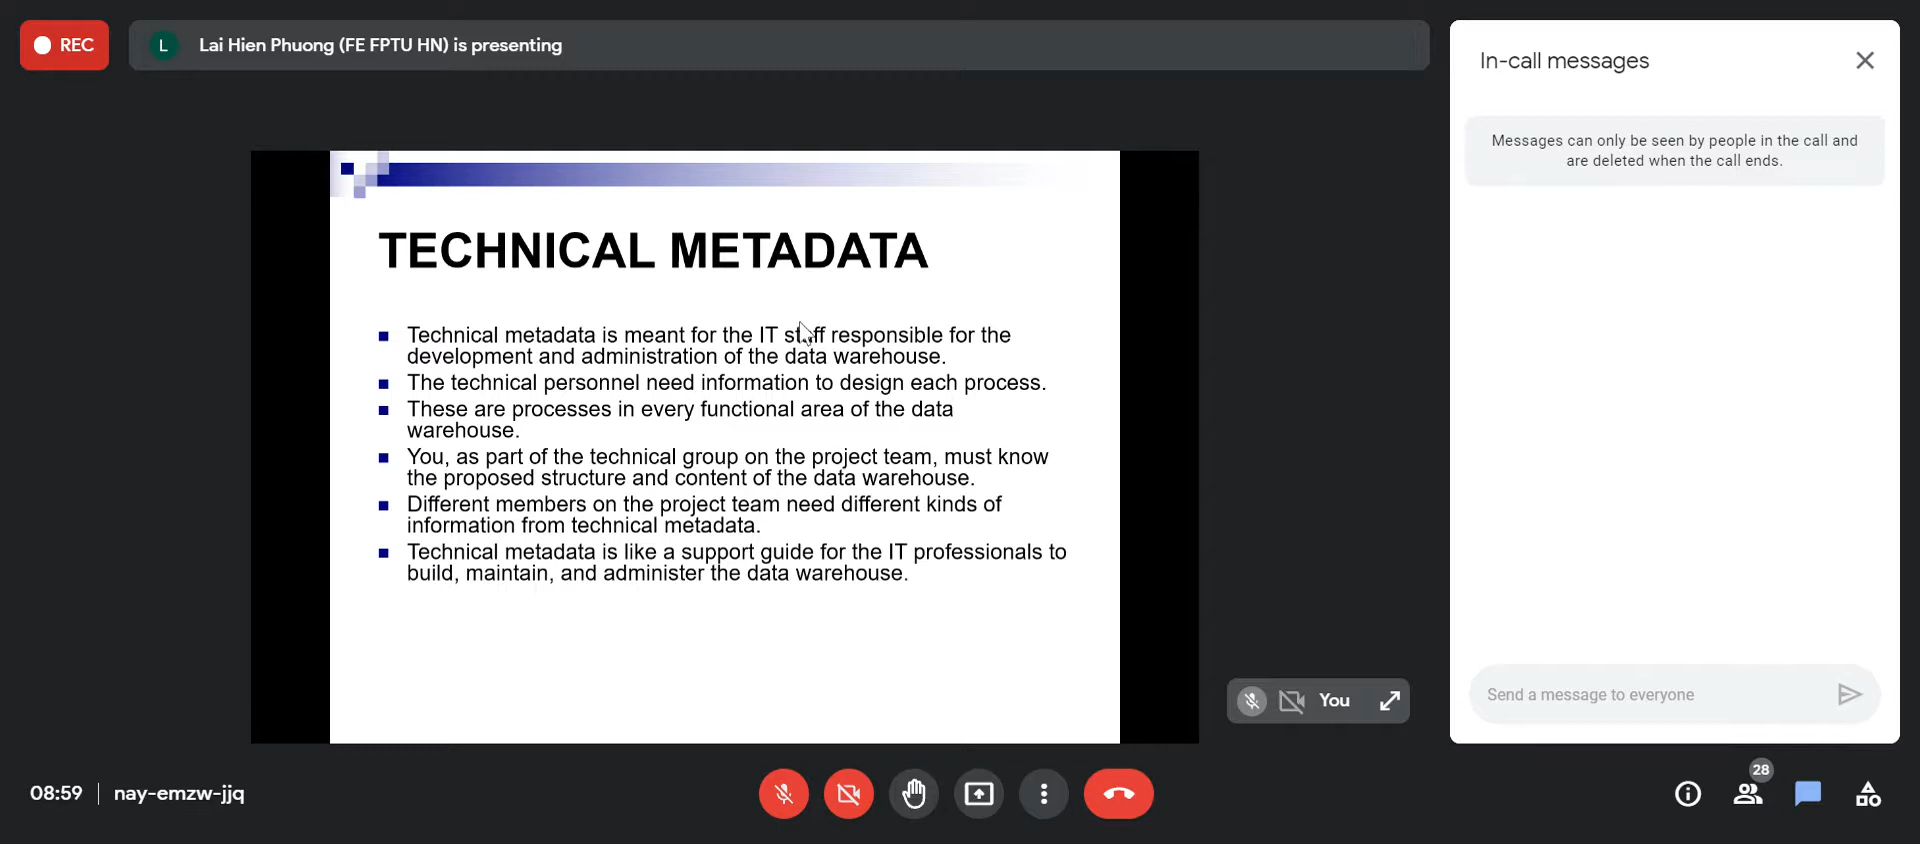 REC
L
Lai Hien Phuong (FE FPTU HN) is presenting
In-call messages
Messages can only be seen by people in the call and
are deleted when the call ends.
TECHNICAL METADATA
Technical metadata is meant for the IT staff responsible for the
development and administration of the data warehouse.
The technical personnel need information to design each process.
These are processes in every functional area of the data
warehouse.
You, as part of the technical group on the project team, must know
the proposed structure and content of the data warehouse.
Different members on the project team need different kinds of
information from technical metadata.
Technical metadata is like a support guide for the IT professionals to
build, maintain, and administer the data warehouse.
You
Send a message to everyone
08:59
nay-emzw-jjq
28